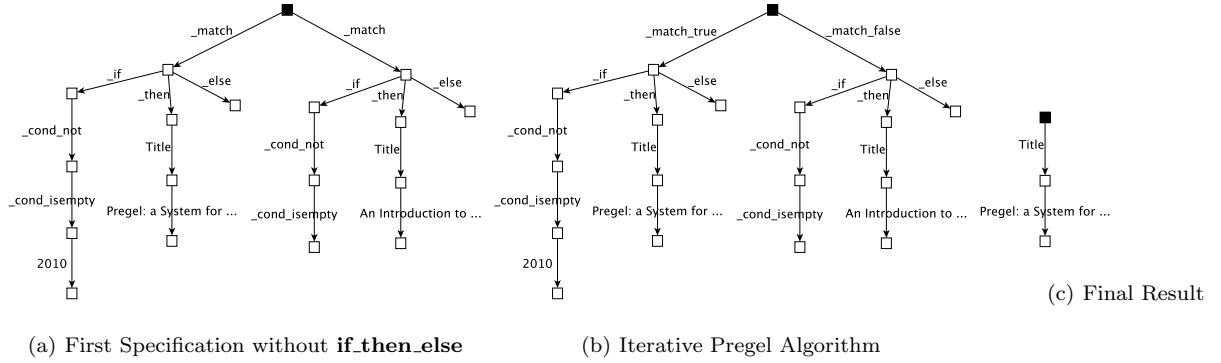 _match
_match
_if
_then
_else
_cond_not
Title
_cond_isempty
Pregel: a System for ...
2010
_if
_then
_else
_cond_not
Title
_cond_isempty
An Introduction to ...
(a) First Specification without if_then_else
_match_true
_match_false
_if
_then
_else
_cond_not
Title
_cond_isempty
Pregel: a System for ...
2010
_if
_then
_else
_cond_not
Title
_cond_isempty
An Introduction to ...
(b) Iterative Pregel Algorithm
Title
Pregel: a System for ...
(c) Final Result